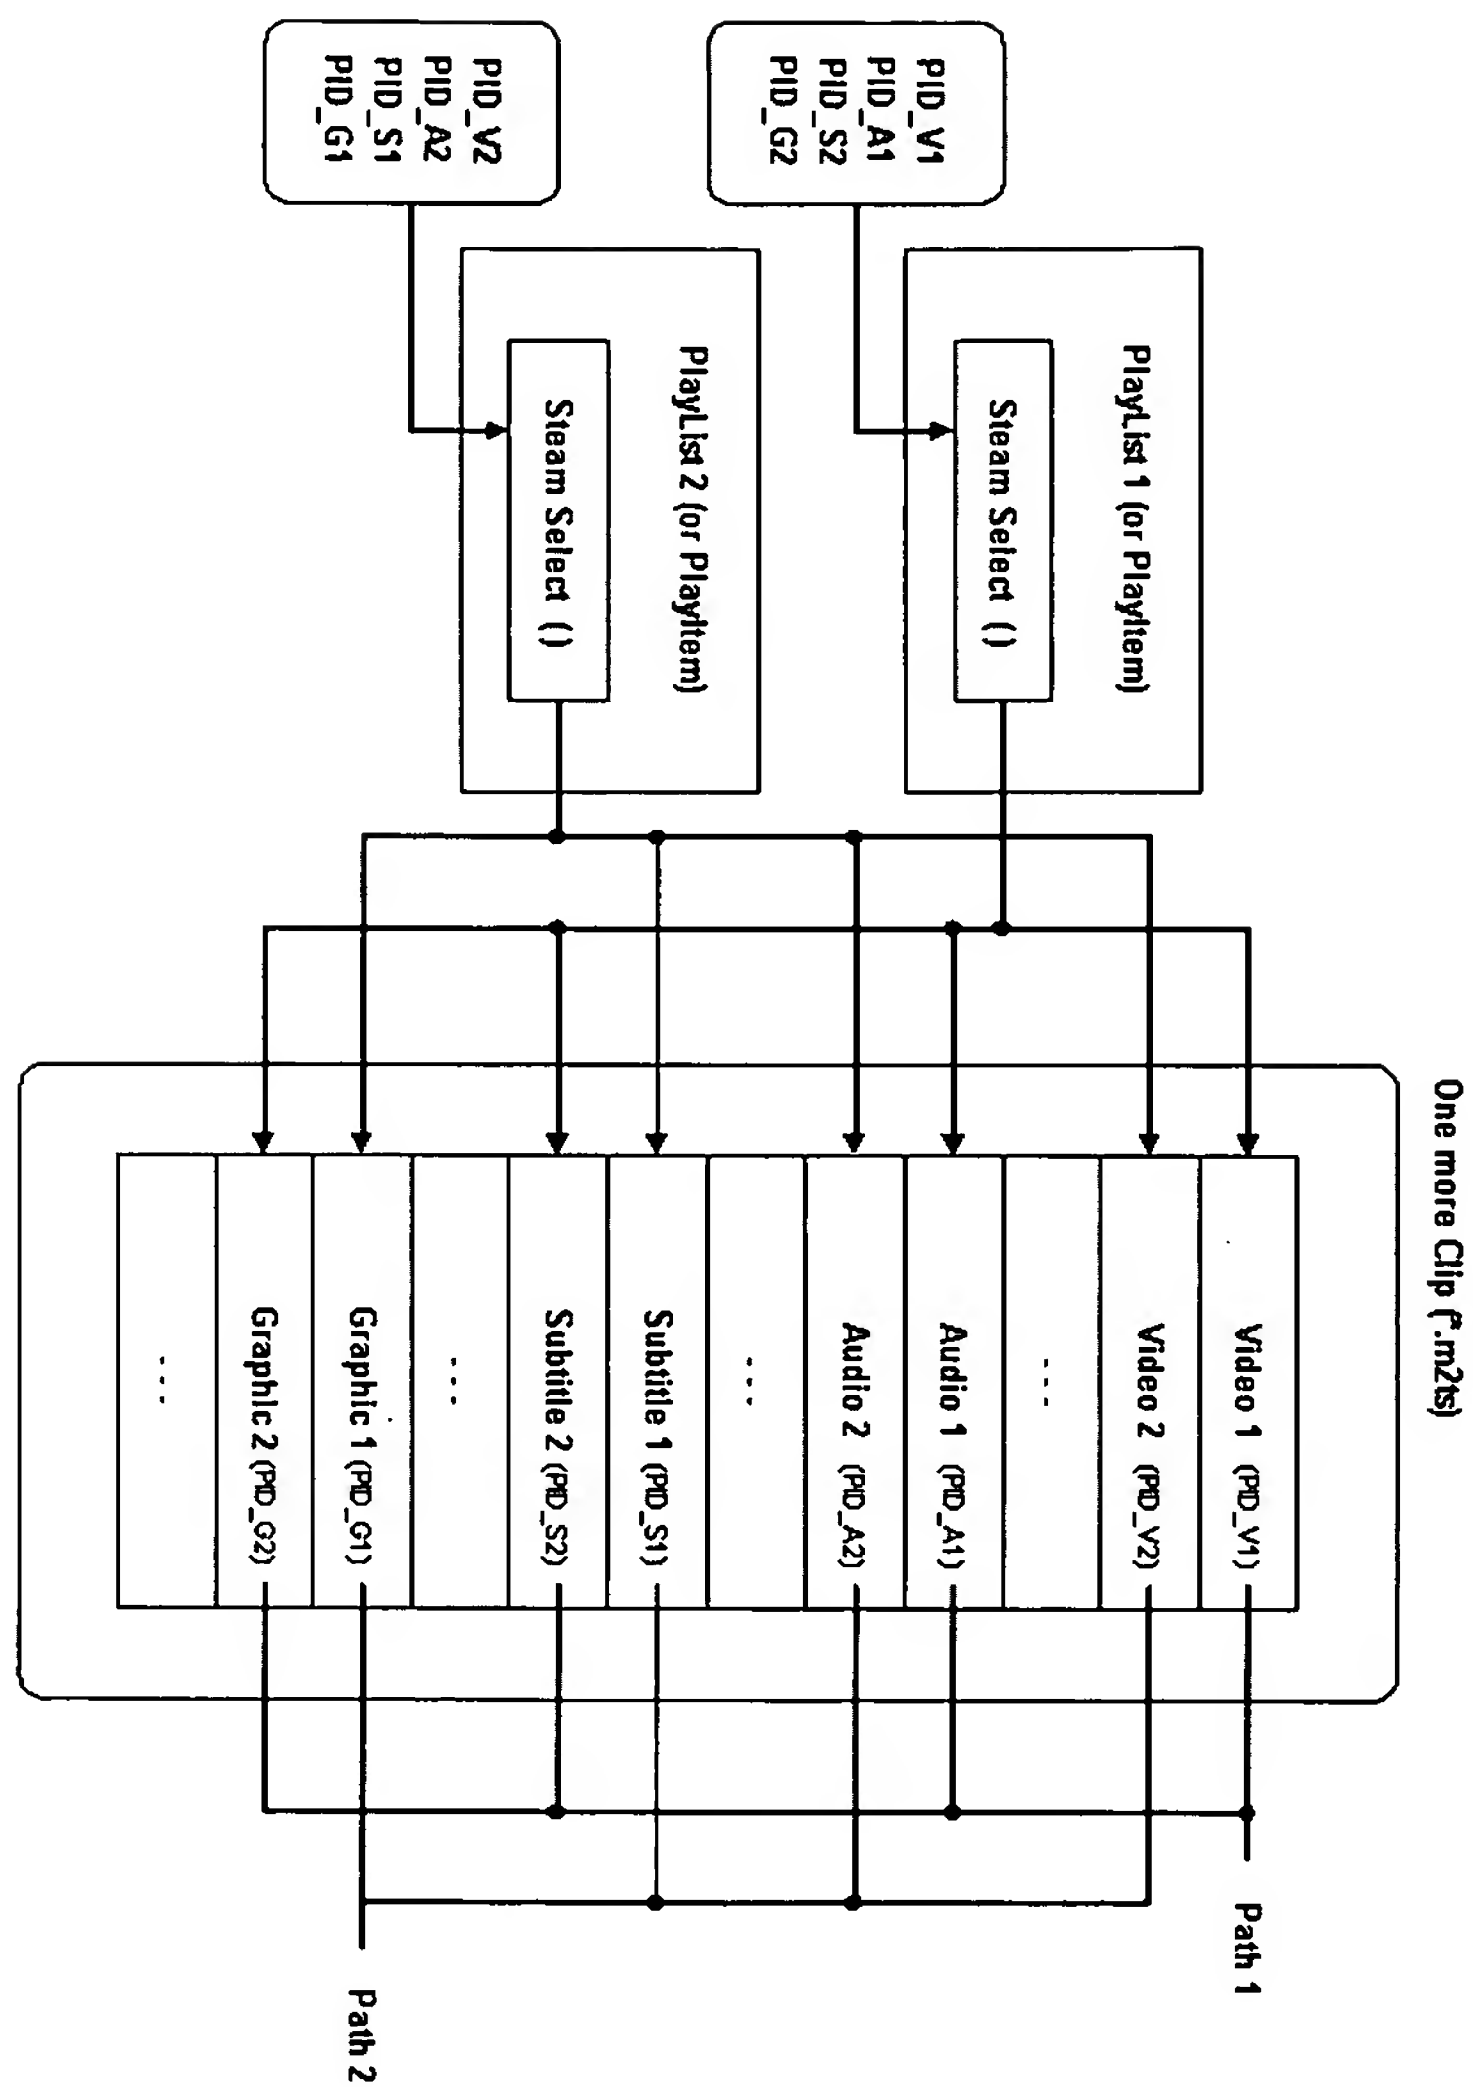 One more Clip (*.m2ts)
PID_V1
PID_A1
PID_S2
PID_G2
PlayList 1 (or PlayItem)
Steam Select ()
PID_V2
PID_A2
PID_S1
PID_G1
PlayList 2 (or PlayItem)
Steam Select ()
Video 1 (PID_V1)
Video 2 (PID_V2)
...
Audio 1 (PID_A1)
Audio 2 (PID_A2)
...
Subtitle 1 (PID_S1)
Subtitle 2 (PID_S2)
...
Graphic 1 (PID_G1)
Graphic 2 (PID_G2)
...
Path 1
Path 2